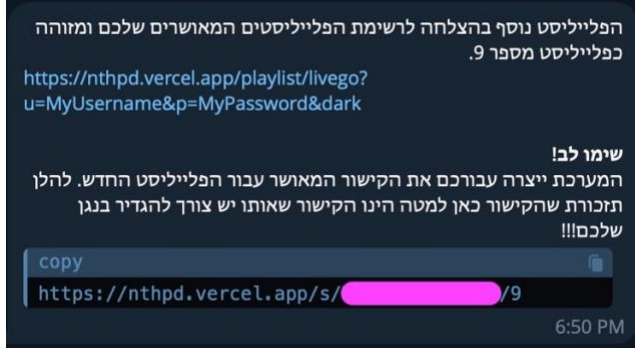 הפלייליסט נוסף בהצלחה לרשימת הפלייליסטים המאושרים שלכם ומזוהה
כפלייליסט מספר 9.
https://nthpd.vercel.app/playlist/livego?
u=MyUsername&p=MyPassword&dark
שימו לב!
המערכת ייצרה עבורכם את הקישור המאושר עבור הפלייליסט החדש. להלן
תזכורת שהקישור כאן למטה הינו הקישור שאותו יש צורך להגדיר בנגן
שלכם!!!
copy
https://nthpd.vercel.app/s/ /9
6:50 PM